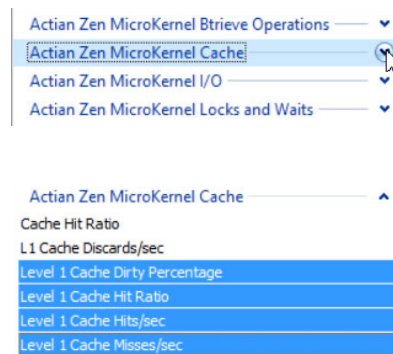 Actian Zen MicroKernel Btrieve Operations
Actian Zen MicroKernel Cache
Actian Zen MicroKernel I/O
Actian Zen MicroKernel Locks and Waits
Actian Zen MicroKernel Cache
Cache Hit Ratio
L1 Cache Discards/sec
Level 1 Cache Dirty Percentage
Level 1 Cache Hit Ratio
Level 1 Cache Hits/sec
Level 1 Cache Misses/sec